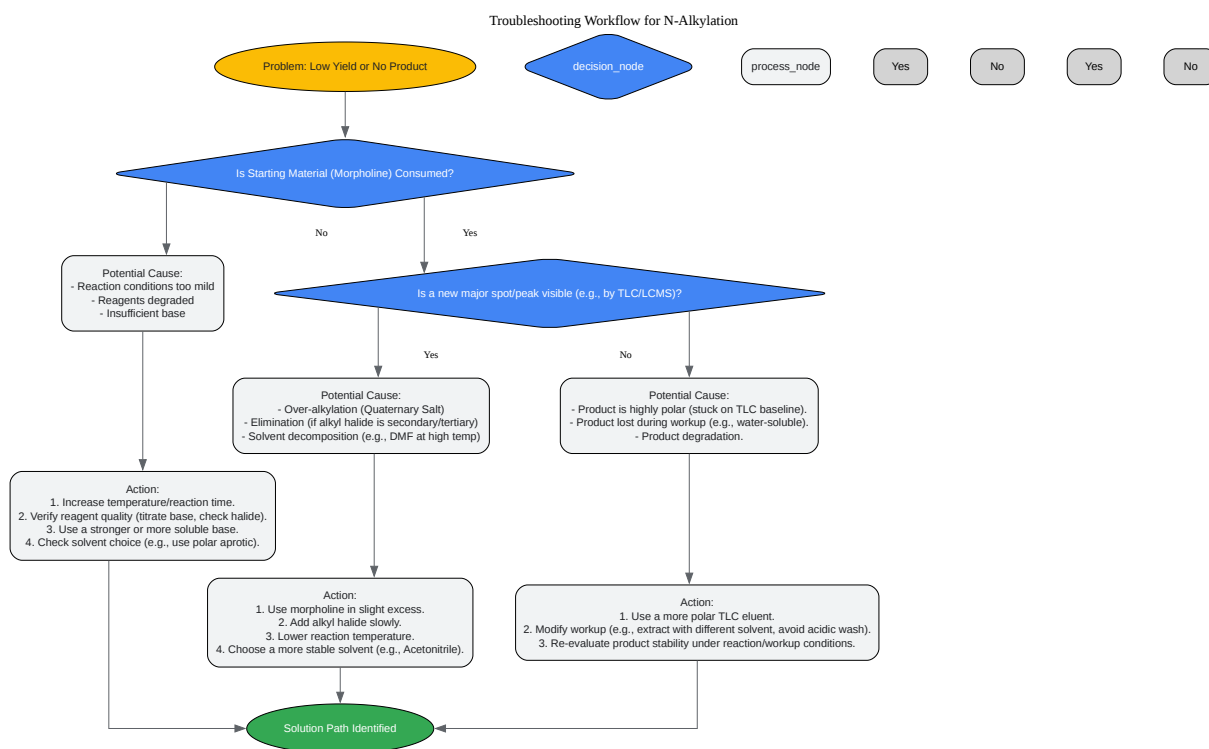 Troubleshooting Workflow for N-Alkylation
Problem: Low Yield or No Product
decision_node
process_node
Yes
No
Yes
No
Is Starting Material (Morpholine) Consumed?
No
Yes
Potential Cause:
- Reaction conditions too mild
- Reagents degraded
- Insufficient base
Is a new major spot/peak visible (e.g., by TLC/LCMS)?
Yes
No
Potential Cause:
- Over-alkylation (Quaternary Salt)
- Elimination (if alkyl halide is secondary/tertiary)
- Solvent decomposition (e.g., DMF at high temp)
Potential Cause:
- Product is highly polar (stuck on TLC baseline).
- Product lost during workup (e.g., water-soluble).
- Product degradation.
Action:
1. Increase temperature/reaction time.
2. Verify reagent quality (titrate base, check halide).
3. Use a stronger or more soluble base.
4. Check solvent choice (e.g., use polar aprotic).
Action:
1. Use morpholine in slight excess.
2. Add alkyl halide slowly.
3. Lower reaction temperature.
4. Choose a more stable solvent (e.g., Acetonitrile).
Action:
1. Use a more polar TLC eluent.
2. Modify workup (e.g., extract with different solvent, avoid acidic wash).
3. Re-evaluate product stability under reaction/workup conditions.
Solution Path Identified